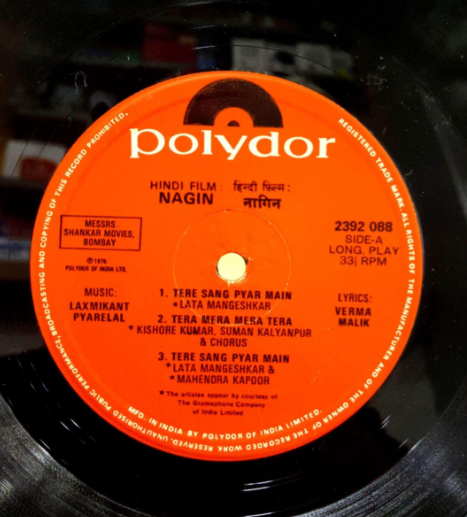 polydor
HINDI FILM : हिन्दी फ़िल्म :
NAGIN नागिन
MESSRS.
SHANKAR MOVIES,
BOMBAY
Ⓟ 1976
POLYDOR OF INDIA LTD.
2392 088
SIDE-A
LONG. PLAY
33⅓ RPM
MUSIC:
LAXMIKANT
PYARELAL
1. TERE SANG PYAR MAIN
*LATA MANGESHKAR
2. TERA MERA MERA TERA
*KISHORE KUMAR, SUMAN KALYANPUR
& CHORUS
3. TERE SANG PYAR MAIN
*LATA MANGESHKAR &
*MAHENDRA KAPOOR
LYRICS:
VERMA
MALIK
* The articles appear by courtesy of
The Gramophone Company
of India Limited
MFD. IN INDIA BY POLYDOR OF INDIA LIMITED.
REGISTERED TRADE MARK. ALL RIGHTS OF THE MANUFACTURER AND OF THE OWNER OF THE RECORDED WORK RESERVED. UNAUTHORISED PUBLIC PERFORMANCE, BROADCASTING AND COPYING OF THIS RECORD PROHIBITED.